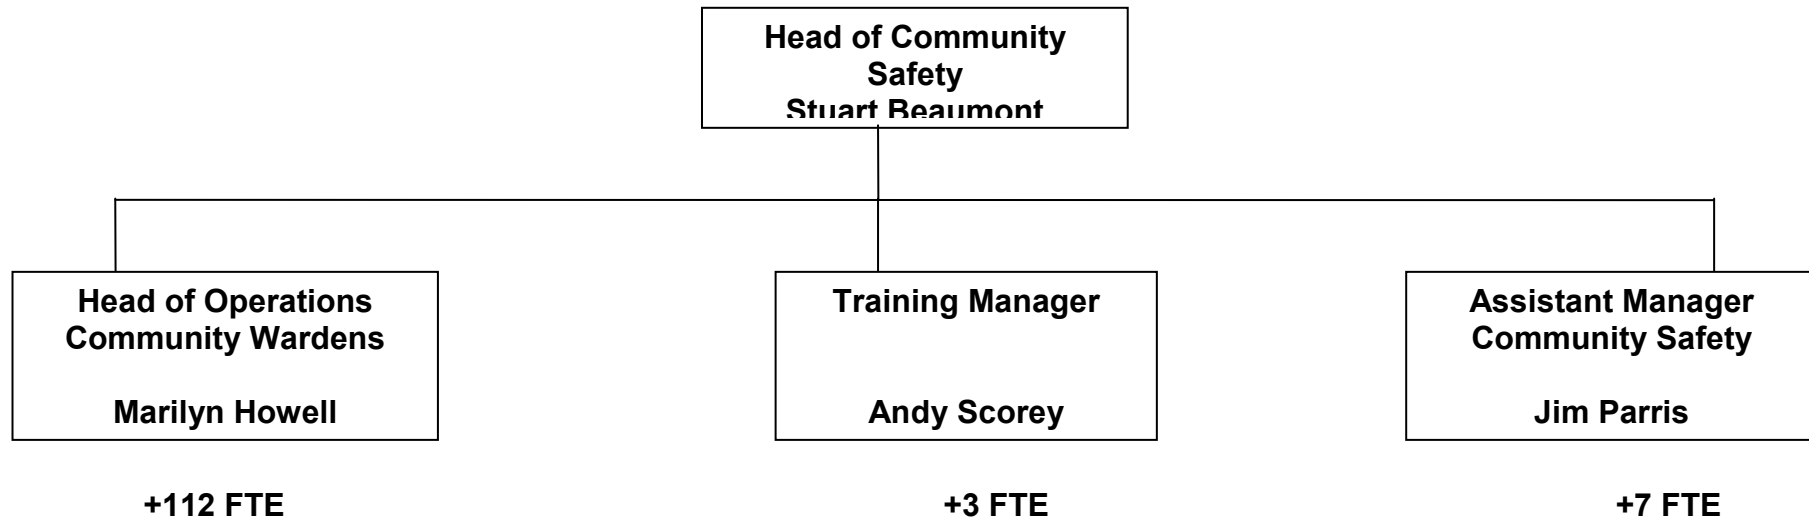 Head of Community
Safety
Stuart Beaumont
Head of Operations
Community Wardens
Marilyn Howell
+112 FTE
Training Manager
Andy Scorey
+3 FTE
Assistant Manager
Community Safety
Jim Parris
+7 FTE